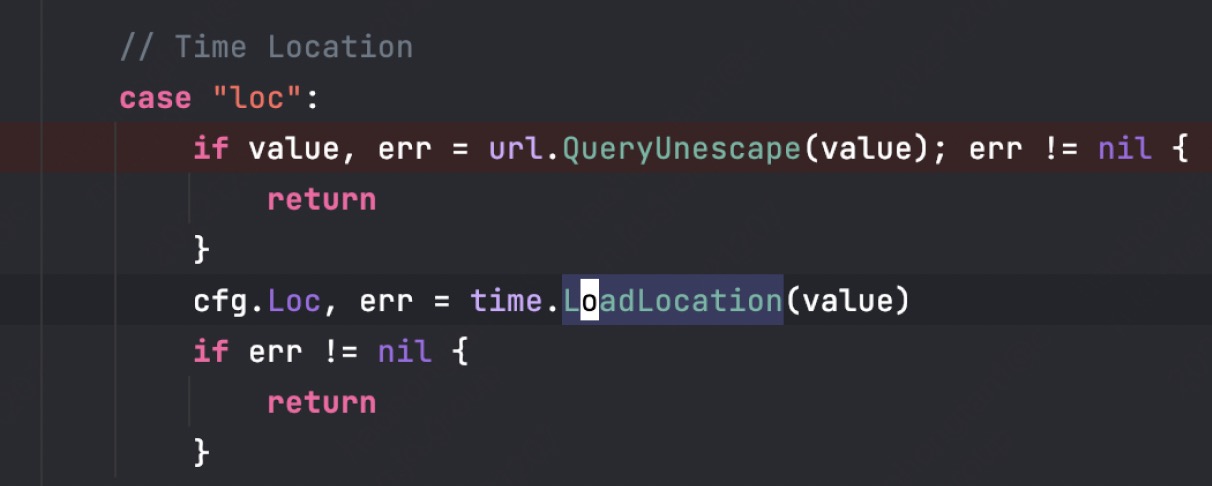 // Time Location
case "loc":
if value, err = url.QueryUnescape(value); err != nil {
return
}
cfg.Loc, err = time.LoadLocation(value)
if err != nil {
return
}